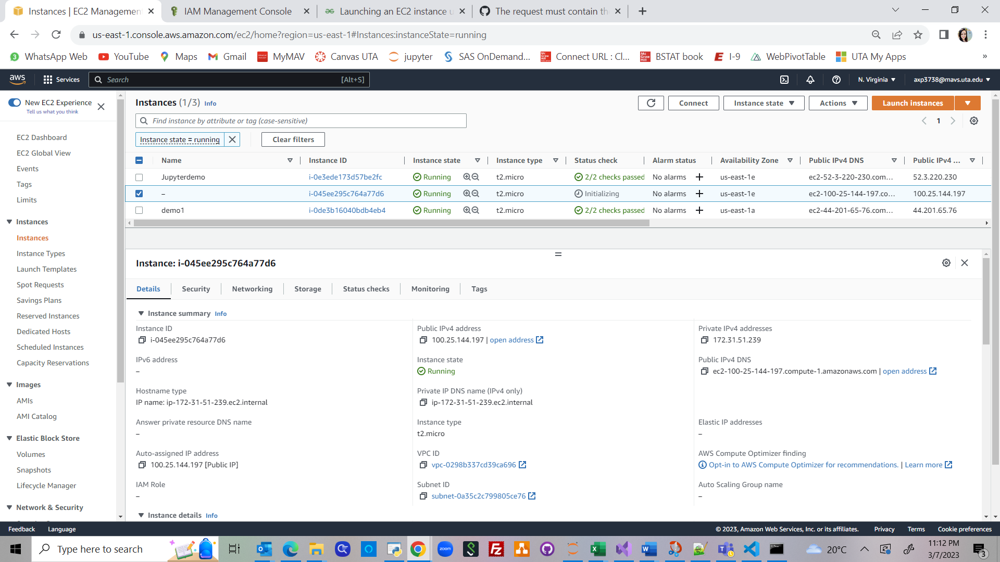 Instances | EC2 Management
IAM Management Console
Launching an EC2 instance u
The request must contain th
us-east-1.console.aws.amazon.com/ec2/home?region=us-east-1#Instances:instanceState=running
WhatsApp Web
YouTube
Maps
Gmail
MyMAV
Canvas UTA
jupyter
SAS OnDemand...
Connect URL : Cl...
BSTAT book
I-9
WebPivotTable
UTA My Apps
»
aws
Services
Search
[Alt+S]
N. Virginia
axp3738@mavs.uta.edu
New EC2 Experience
Tell us what you think
EC2 Dashboard
EC2 Global View
Events
Tags
Limits
Instances
Instances
Instance Types
Launch Templates
Spot Requests
Savings Plans
Reserved Instances
Dedicated Hosts
Scheduled Instances
Capacity Reservations
Images
AMIs
AMI Catalog
Elastic Block Store
Volumes
Snapshots
Lifecycle Manager
Network & Security
Instances (1/3) Info
Connect
Instance state
Actions
Launch instances
Find instance by attribute or tag (case-sensitive)
1
Instance state = running
Clear filters
Name Instance ID Instance state Instance type Status check Alarm status Availability Zone Public IPv4 DNS Public IPv4 ...
Jupyterdemo i-0e3ede173d57be2fc Running t2.micro 2/2 checks passed No alarms us-east-1e ec2-52-3-220-230.com... 52.3.220.230
– i-045ee295c764a77d6 Running t2.micro Initializing No alarms us-east-1e ec2-100-25-144-197.co... 100.25.144.197
demo1 i-0de3b16040bdb4eb4 Running t2.micro 2/2 checks passed No alarms us-east-1a ec2-44-201-65-76.com... 44.201.65.76
Instance: i-045ee295c764a77d6
Details
Security
Networking
Storage
Status checks
Monitoring
Tags
Instance summary Info
Instance ID
i-045ee295c764a77d6
Public IPv4 address
100.25.144.197 | open address
Private IPv4 addresses
172.31.51.239
IPv6 address
–
Instance state
Running
Public IPv4 DNS
ec2-100-25-144-197.compute-1.amazonaws.com | open address
Hostname type
IP name: ip-172-31-51-239.ec2.internal
Private IP DNS name (IPv4 only)
ip-172-31-51-239.ec2.internal
Answer private resource DNS name
–
Instance type
t2.micro
Elastic IP addresses
–
Auto-assigned IP address
100.25.144.197 [Public IP]
VPC ID
vpc-0298b337cd39ca696
AWS Compute Optimizer finding
Opt-in to AWS Compute Optimizer for recommendations. | Learn more
IAM Role
–
Subnet ID
subnet-0a35c2c799805ce76
Auto Scaling Group name
–
Instance details Info
Feedback
Language
© 2023, Amazon Web Services, Inc. or its affiliates.
Privacy
Terms
Cookie preferences
Type here to search
zoom
20°C
11:12 PM
3/7/2023
3